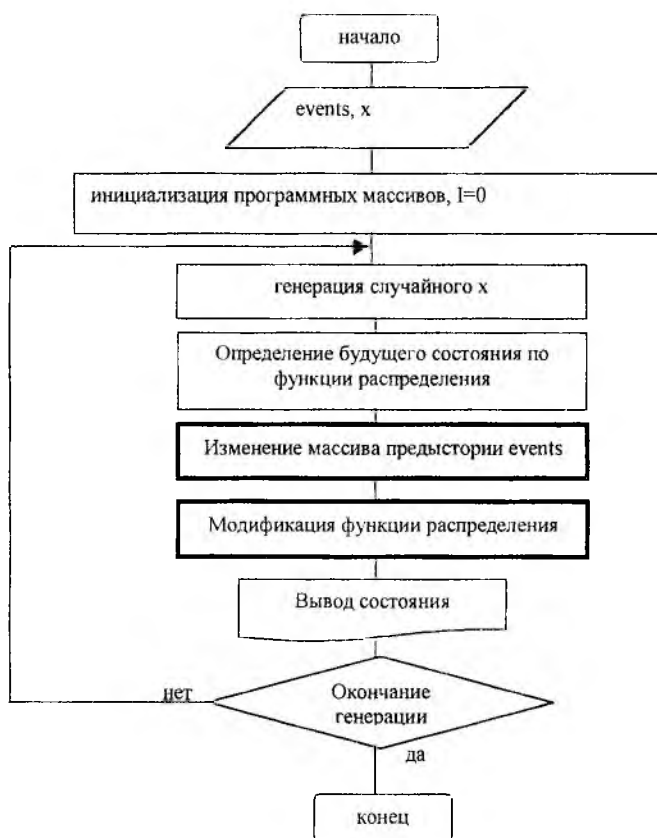 начало
events, x
инициализация программных массивов, I=0
генерация случайного x
Определение будущего состояния по
функции распределения
Изменение массива предыстории events
Модификация функции распределения
Вывод состояния
нет
Окончание
генерации
да
конец